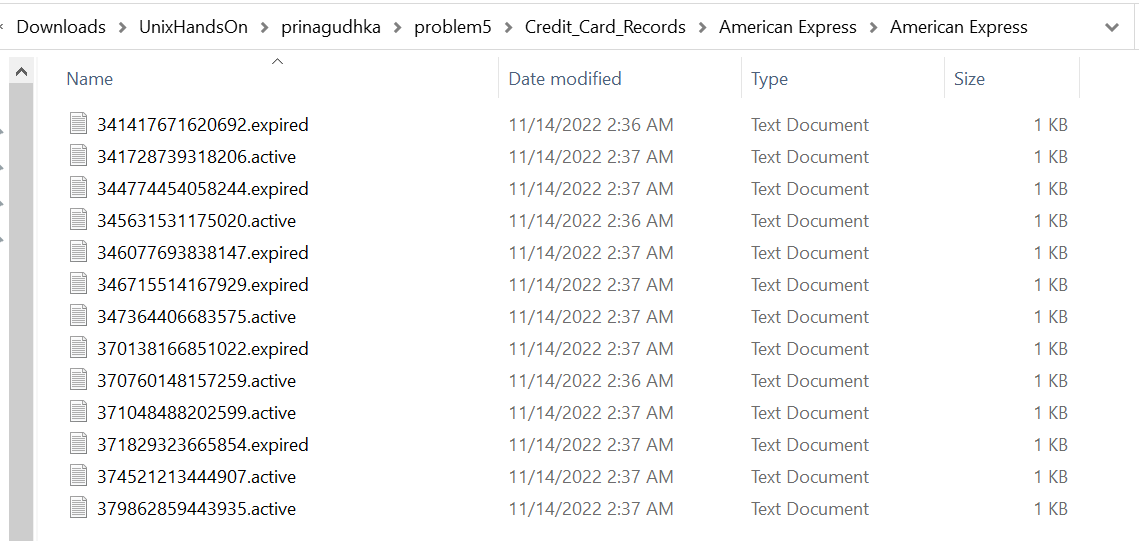 Downloads > UnixHandsOn > prinagudhka > problem5 > Credit_Card_Records > American Express > American Express
Name Date modified Type Size
341417671620692.expired 11/14/2022 2:36 AM Text Document 1 KB
341728739318206.active 11/14/2022 2:37 AM Text Document 1 KB
344774454058244.expired 11/14/2022 2:37 AM Text Document 1 KB
345631531175020.active 11/14/2022 2:36 AM Text Document 1 KB
346077693838147.expired 11/14/2022 2:37 AM Text Document 1 KB
346715514167929.expired 11/14/2022 2:37 AM Text Document 1 KB
347364406683575.active 11/14/2022 2:37 AM Text Document 1 KB
370138166851022.expired 11/14/2022 2:37 AM Text Document 1 KB
370760148157259.active 11/14/2022 2:36 AM Text Document 1 KB
371048488202599.active 11/14/2022 2:37 AM Text Document 1 KB
371829323665854.expired 11/14/2022 2:37 AM Text Document 1 KB
374521213444907.active 11/14/2022 2:37 AM Text Document 1 KB
379862859443935.active 11/14/2022 2:37 AM Text Document 1 KB